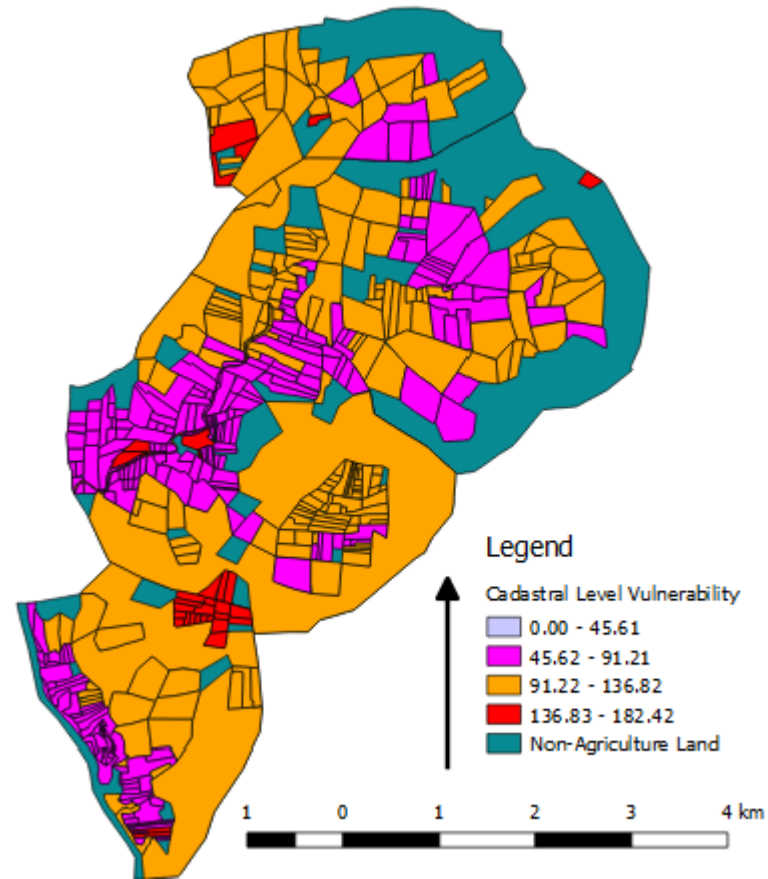 Legend
Cadastral Level Vulnerability
0.00 - 45.61
45.62 - 91.21
91.22 - 136.82
136.83 - 182.42
Non-Agriculture Land
1 0 1 2 3 4 km